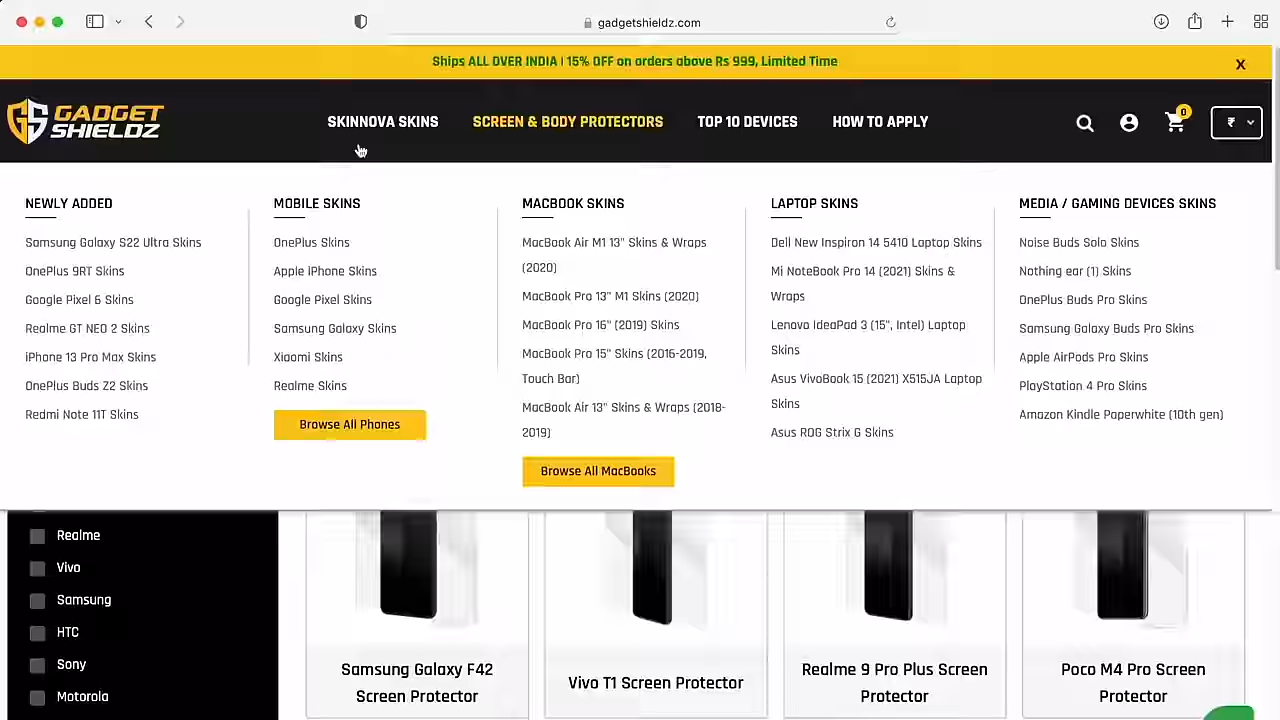 gadgetshieldz.com
Ships ALL OVER INDIA | 15% OFF on orders above Rs 999, Limited Time
X
GADGET
SHIELDZ
SKINNOVA SKINS
SCREEN & BODY PROTECTORS
TOP 10 DEVICES
HOW TO APPLY
0
₹
NEWLY ADDED
Samsung Galaxy S22 Ultra Skins
OnePlus 9RT Skins
Google Pixel 6 Skins
Realme GT NEO 2 Skins
iPhone 13 Pro Max Skins
OnePlus Buds Z2 Skins
Redmi Note 11T Skins
MOBILE SKINS
OnePlus Skins
Apple iPhone Skins
Google Pixel Skins
Samsung Galaxy Skins
Xiaomi Skins
Realme Skins
Browse All Phones
MACBOOK SKINS
MacBook Air M1 13" Skins & Wraps
(2020)
MacBook Pro 13" M1 Skins (2020)
MacBook Pro 16" (2019) Skins
MacBook Pro 15" Skins (2016-2019,
Touch Bar)
MacBook Air 13" Skins & Wraps (2018-
2019)
Browse All MacBooks
LAPTOP SKINS
Dell New Inspiron 14 5410 Laptop Skins
Mi NoteBook Pro 14 (2021) Skins &
Wraps
Lenovo IdeaPad 3 (15", Intel) Laptop
Skins
Asus VivoBook 15 (2021) X515JA Laptop
Skins
Asus ROG Strix G Skins
MEDIA / GAMING DEVICES SKINS
Noise Buds Solo Skins
Nothing ear (1) Skins
OnePlus Buds Pro Skins
Samsung Galaxy Buds Pro Skins
Apple AirPods Pro Skins
PlayStation 4 Pro Skins
Amazon Kindle Paperwhite (10th gen)
Realme
Vivo
Samsung
HTC
Sony
Motorola
Samsung Galaxy F42
Screen Protector
Vivo T1 Screen Protector
Realme 9 Pro Plus Screen
Protector
Poco M4 Pro Screen
Protector